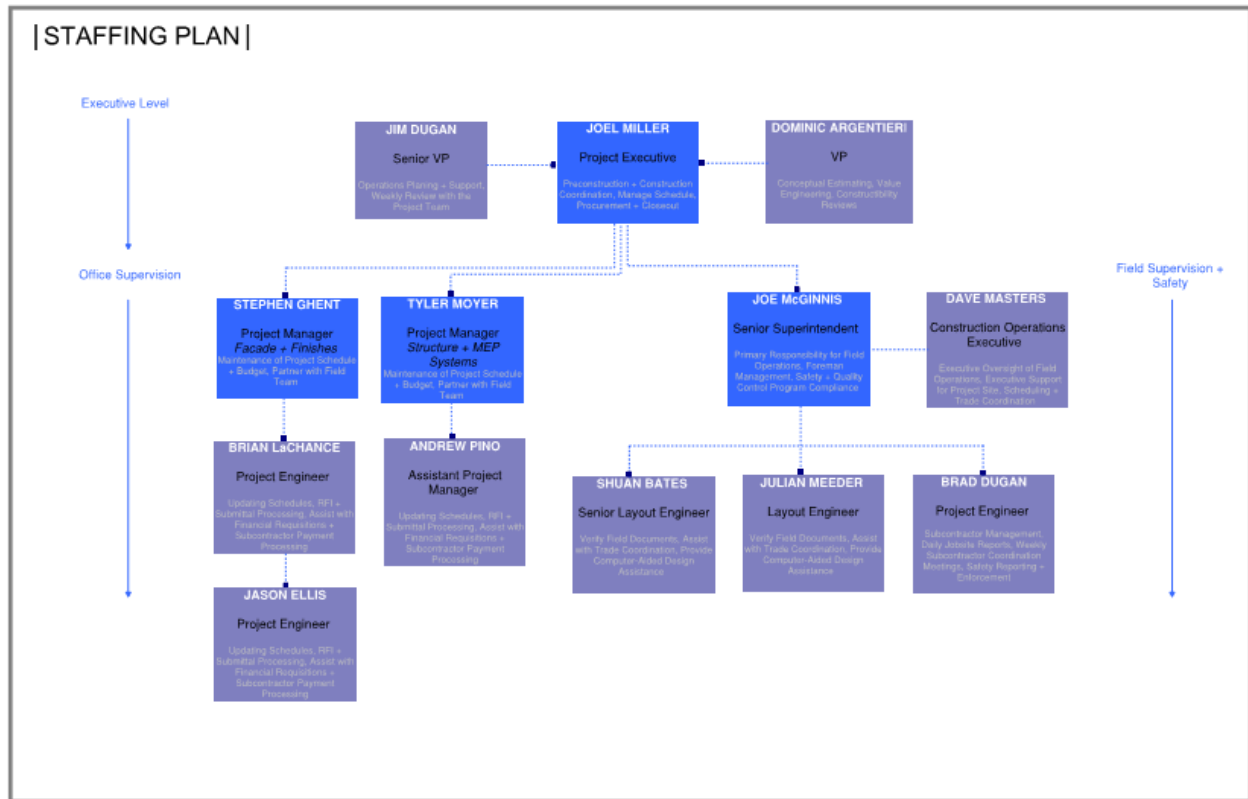 |STAFFING PLAN|
Executive Level
JIM DUGAN
Senior VP
Operations Planing + Support,
Weekly Review with the
Project Team
JOEL MILLER
Project Executive
Preconstruction + Construction
Coordination, Manage Schedule,
Procurement + Closeout
DOMINIC ARGENTIERI
VP
Conceptual Estimating, Value
Engineering, Constructibility
Reviews
Office Supervision
Field Supervision +
Safety
STEPHEN GHENT
Project Manager
Facade + Finishes
Maintenance of Project Schedule
+ Budget, Partner with Field
Team
TYLER MOYER
Project Manager
Structure + MEP
Systems
Maintenance of Project Schedule
+ Budget, Partner with Field
Team
JOE McGINNIS
Senior Superintendent
Primary Responsibility for Field
Operations, Foreman
Management, Safety + Quality
Control Program Compliance
DAVE MASTERS
Construction Operations
Executive
Executive Oversight of Field
Operations, Executive Support
for Project Site, Scheduling +
Trade Coordination
BRIAN LaCHANCE
Project Engineer
Updating Schedules, RFI +
Submittal Processing, Assist with
Financial Requisitions +
Subcontractor Payment
Processing
ANDREW PINO
Assistant Project
Manager
Updating Schedules, RFI +
Submittal Processing, Assist with
Financial Requisitions +
Subcontractor Payment
Processing
SHUAN BATES
Senior Layout Engineer
Verify Field Documents, Assist
with Trade Coordination, Provide
Computer-Aided Design
Assistance
JULIAN MEEDER
Layout Engineer
Verify Field Documents, Assist
with Trade Coordination, Provide
Computer-Aided Design
Assistance
BRAD DUGAN
Project Engineer
Subcontractor Management,
Daily Jobsite Reports, Weekly
Subcontractor Coordination
Meetings, Safety Reporting +
Enforcement
JASON ELLIS
Project Engineer
Updating Schedules, RFI +
Submittal Processing, Assist with
Financial Requisitions +
Subcontractor Payment
Processing